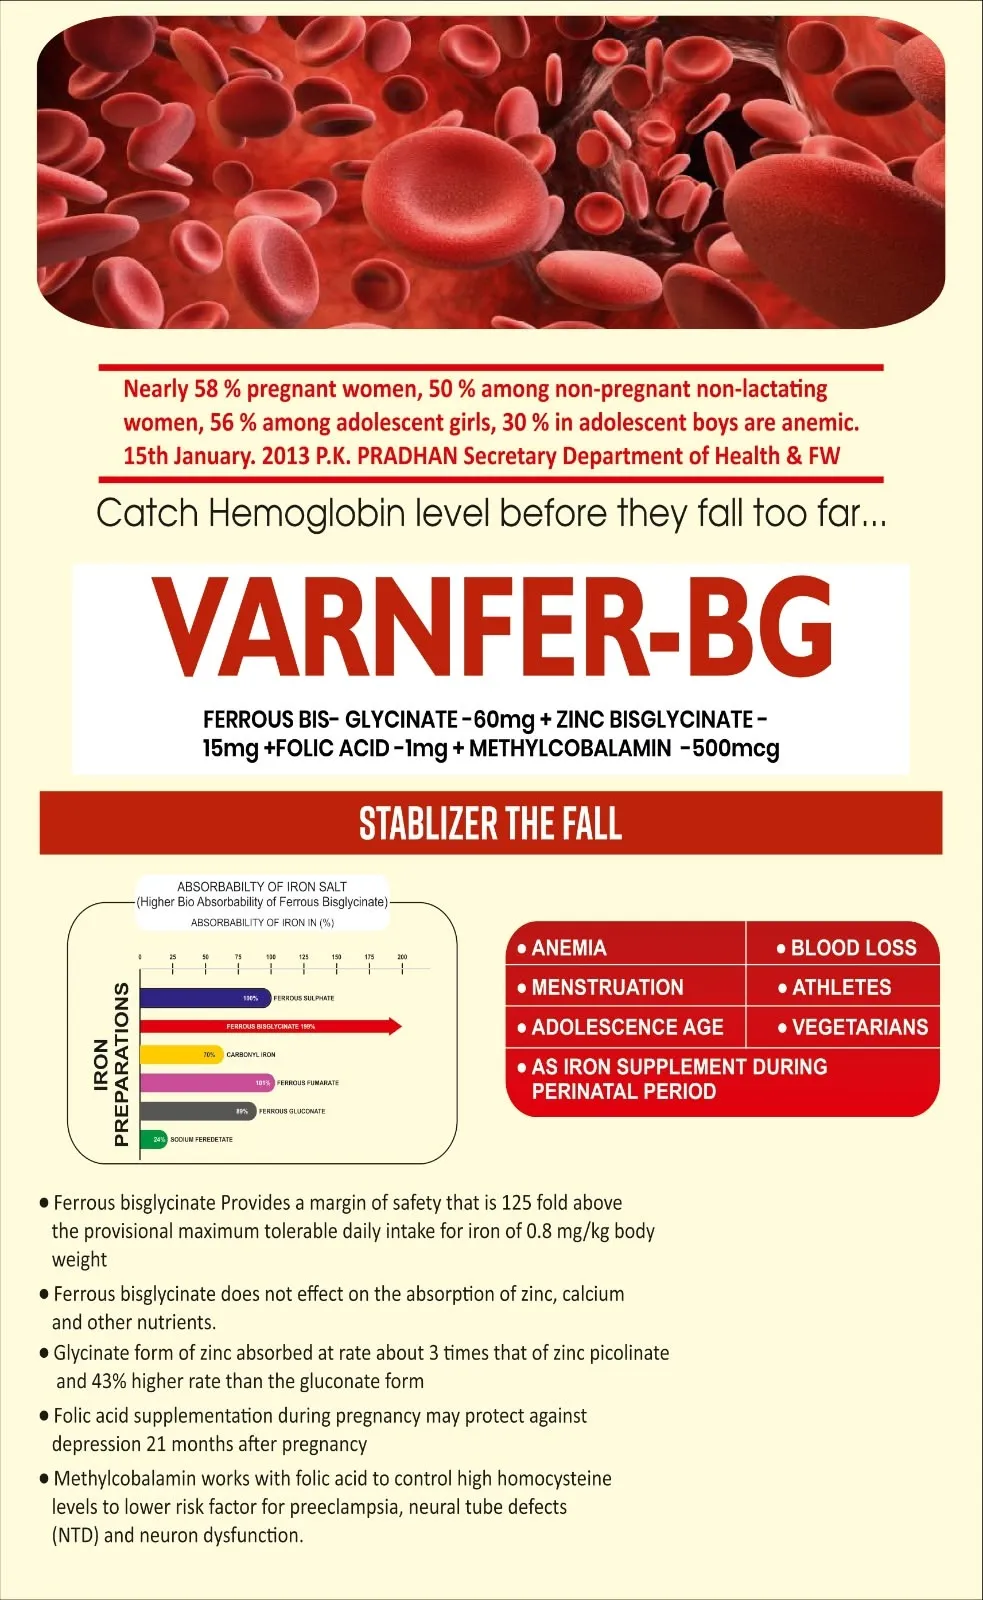 Nearly 58 % pregnant women, 50 % among non-pregnant non-lactating
women, 56 % among adolescent girls, 30 % in adolescent boys are anemic.
15th January. 2013 P.K. PRADHAN Secretary Department of Health & FW
Catch Hemoglobin level before they fall too far...
VARNFER-BG
FERROUS BIS- GLYCINATE -60mg + ZINC BISGLYCINATE -
15mg +FOLIC ACID -1mg + METHYLCOBALAMIN -500mcg
STABLIZER THE FALL
ABSORBABILTY OF IRON SALT
(Higher Bio Absorbability of Ferrous Bisglycinate)
ABSORBABILITY OF IRON IN (%)
0 25 50 75 100 125 150 175 200
IRON
PREPARATIONS
100% FERROUS SULPHATE
FERROUS BISGLYCINATE 199%
70% CARBONYL IRON
101% FERROUS FUMARATE
89% FERROUS GLUCONATE
24% SODIUM FEREDETATE
• ANEMIA
• BLOOD LOSS
• MENSTRUATION
• ATHLETES
• ADOLESCENCE AGE
• VEGETARIANS
• AS IRON SUPPLEMENT DURING
PERINATAL PERIOD
• Ferrous bisglycinate Provides a margin of safety that is 125 fold above
the provisional maximum tolerable daily intake for iron of 0.8 mg/kg body
weight
• Ferrous bisglycinate does not effect on the absorption of zinc, calcium
and other nutrients.
• Glycinate form of zinc absorbed at rate about 3 times that of zinc picolinate
and 43% higher rate than the gluconate form
• Folic acid supplementation during pregnancy may protect against
depression 21 months after pregnancy
• Methylcobalamin works with folic acid to control high homocysteine
levels to lower risk factor for preeclampsia, neural tube defects
(NTD) and neuron dysfunction.